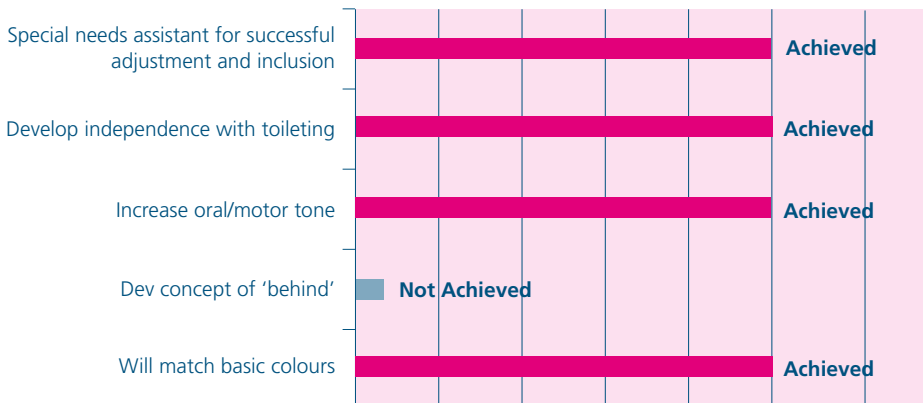 Special needs assistant for successful
adjustment and inclusion
Achieved
Develop independence with toileting
Achieved
Increase oral/motor tone
Achieved
Dev concept of ‘behind’
Not Achieved
Will match basic colours
Achieved